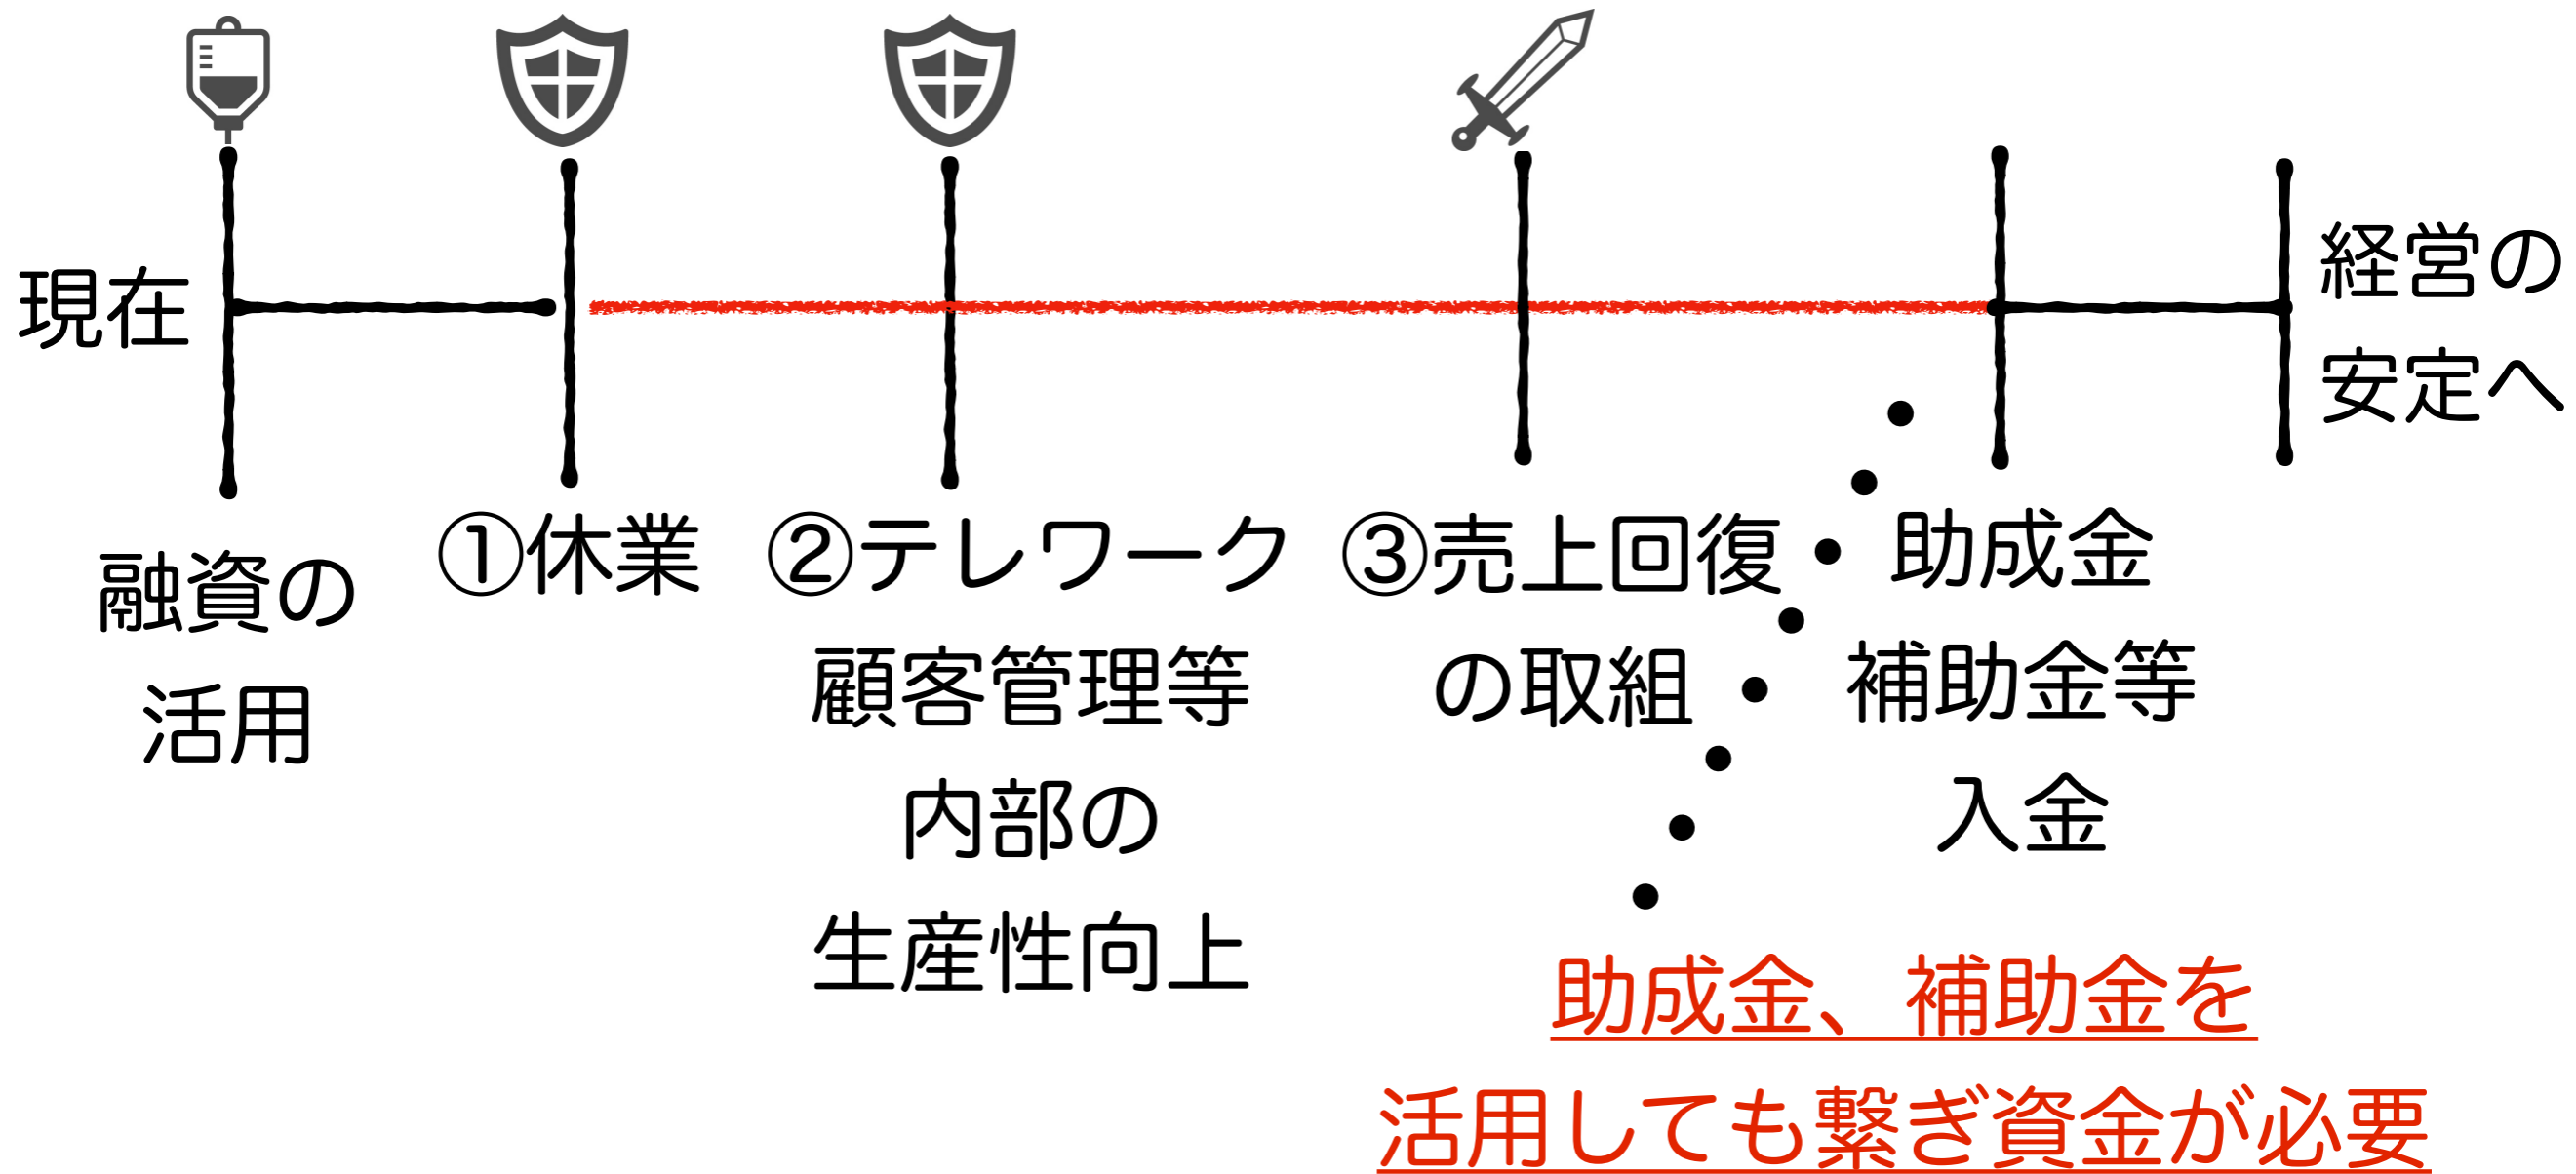 現在
融資の
活用
①休業
②テレワーク
顧客管理等
内部の
生産性向上
③売上回復
の取組
助成金
補助金等
入金
経営の
安定へ
助成金、補助金を
活用しても繋ぎ資金が必要